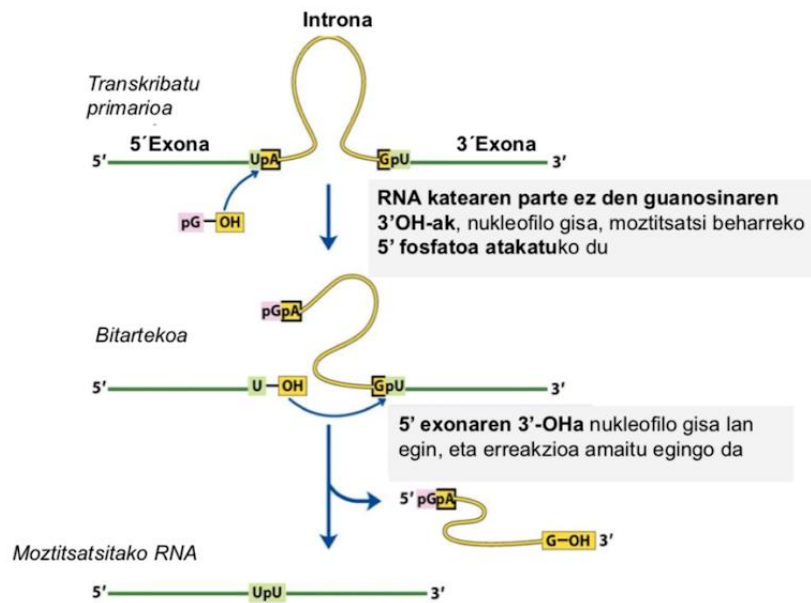 Introna
Transkribatu
primarioa
5´Exona
3´Exona
5′
UpA
GpU
3′
pG
OH
RNA katearen parte ez den guanosinaren
3'OH-ak, nukleofilo gisa, moztitsatsi beharreko
5' fosfatoa atakatuko du
pGpA
Bitartekoa
5′
U
OH
GpU
3′
5' exonaren 3'-OHa nukleofilo gisa lan
egin, eta erreakzioa amaitu egingo da
5′ pGpA
G–OH 3′
Moztitsatsitako RNA
5′
UpU
3′